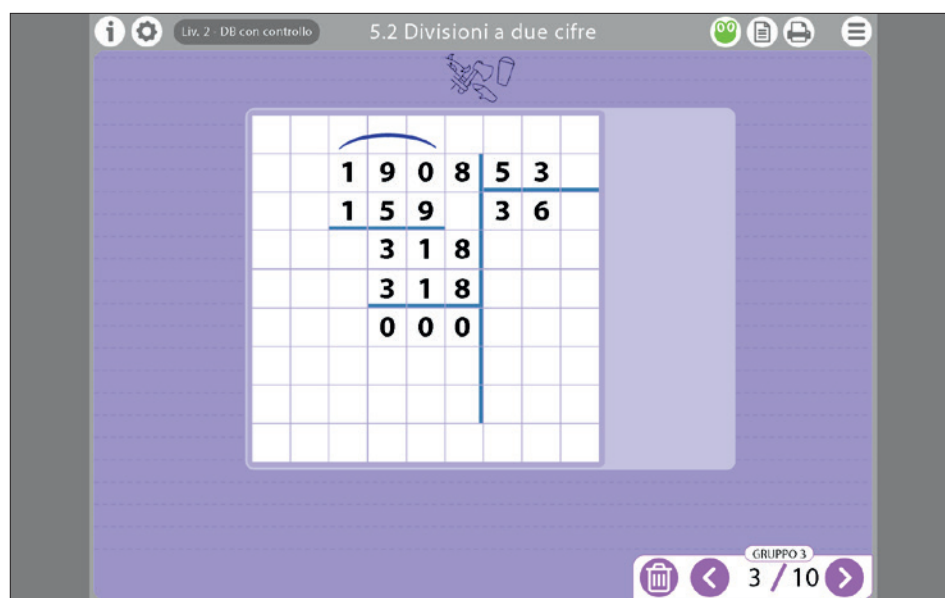 i Liv. 2 - DB con controllo 5.2 Divisioni a due cifre
1 9 0 8 5 3
1 5 9 3 6
3 1 8
3 1 8
0 0 0
GRUPPO 3
3 / 10